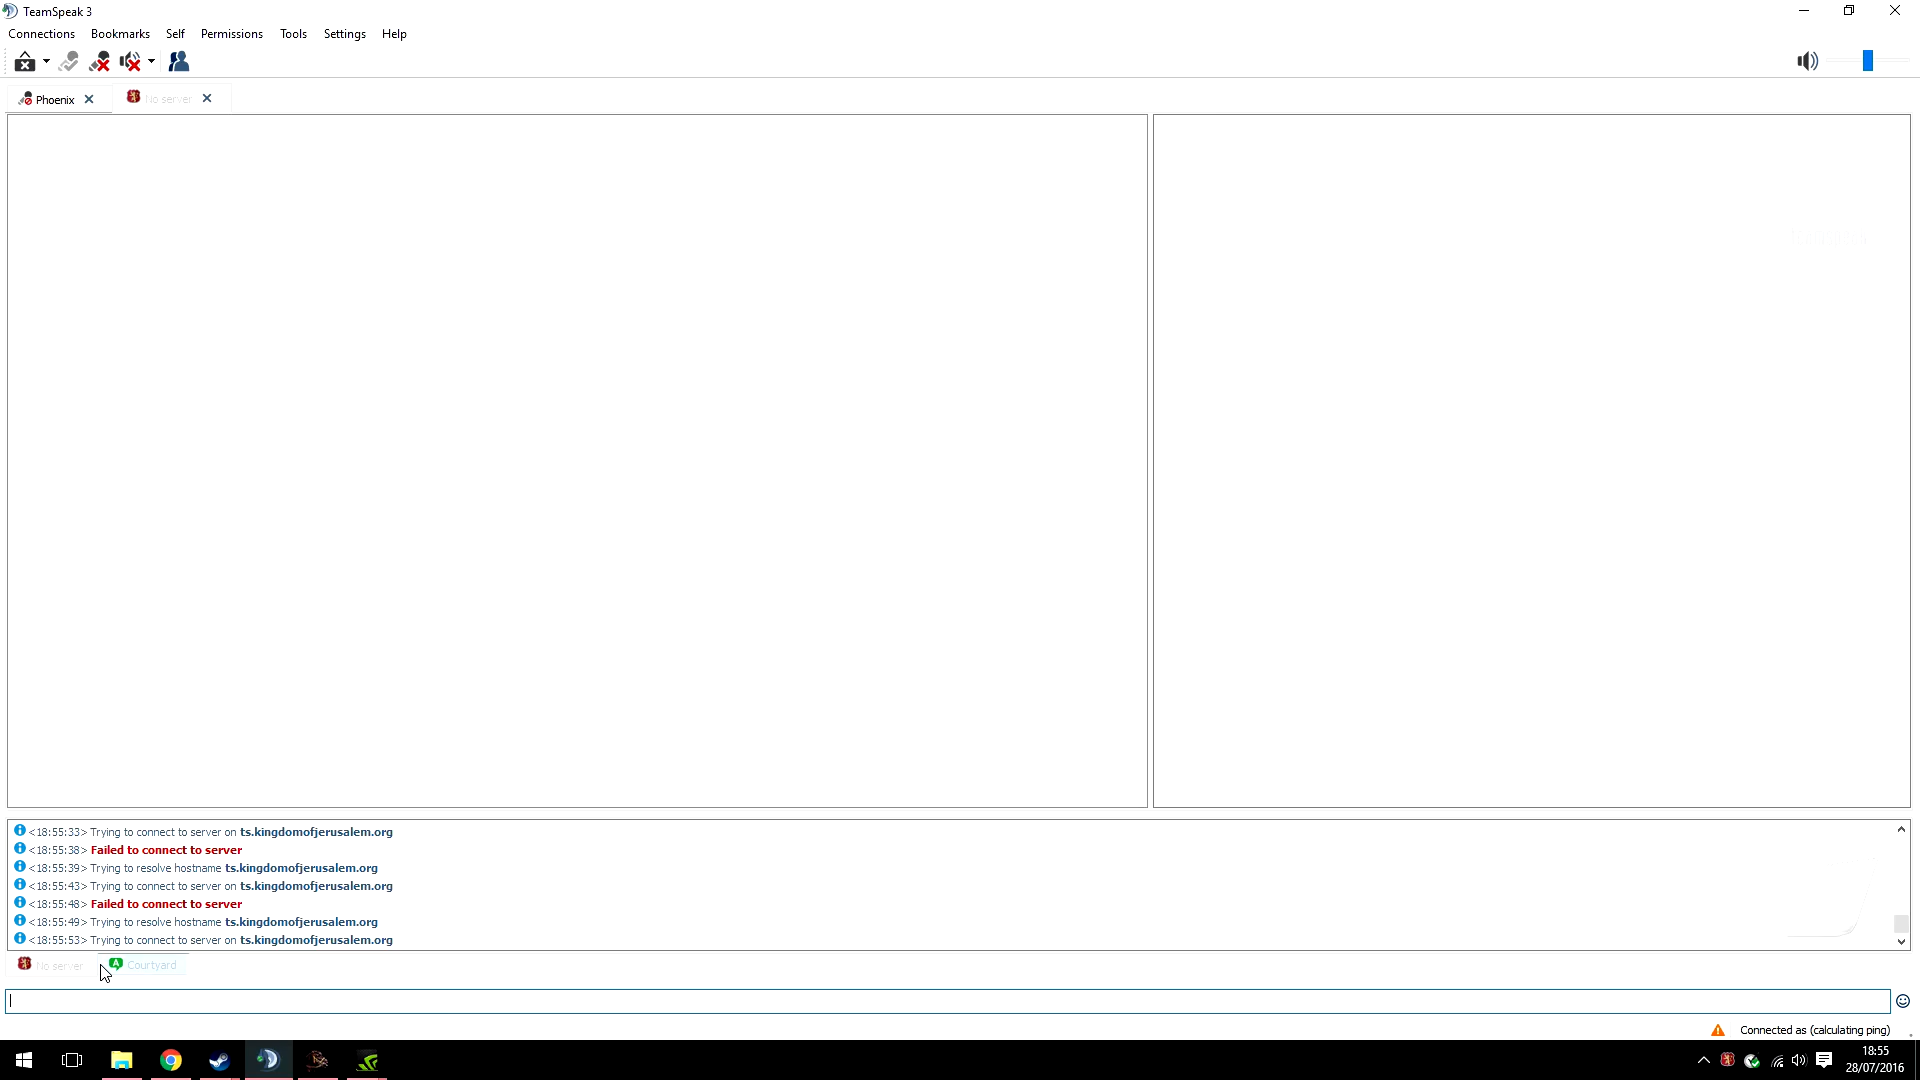 TeamSpeak 3
Connections Bookmarks Self Permissions Tools Settings Help
Phoenix No server
<18:55:33> Trying to connect to server on ts.kingdomofjerusalem.org
<18:55:38> Failed to connect to server
<18:55:39> Trying to resolve hostname ts.kingdomofjerusalem.org
<18:55:43> Trying to connect to server on ts.kingdomofjerusalem.org
<18:55:48> Failed to connect to server
<18:55:49> Trying to resolve hostname ts.kingdomofjerusalem.org
<18:55:53> Trying to connect to server on ts.kingdomofjerusalem.org
No server Courtyard
Connected as (calculating ping)
18:55
28/07/2016